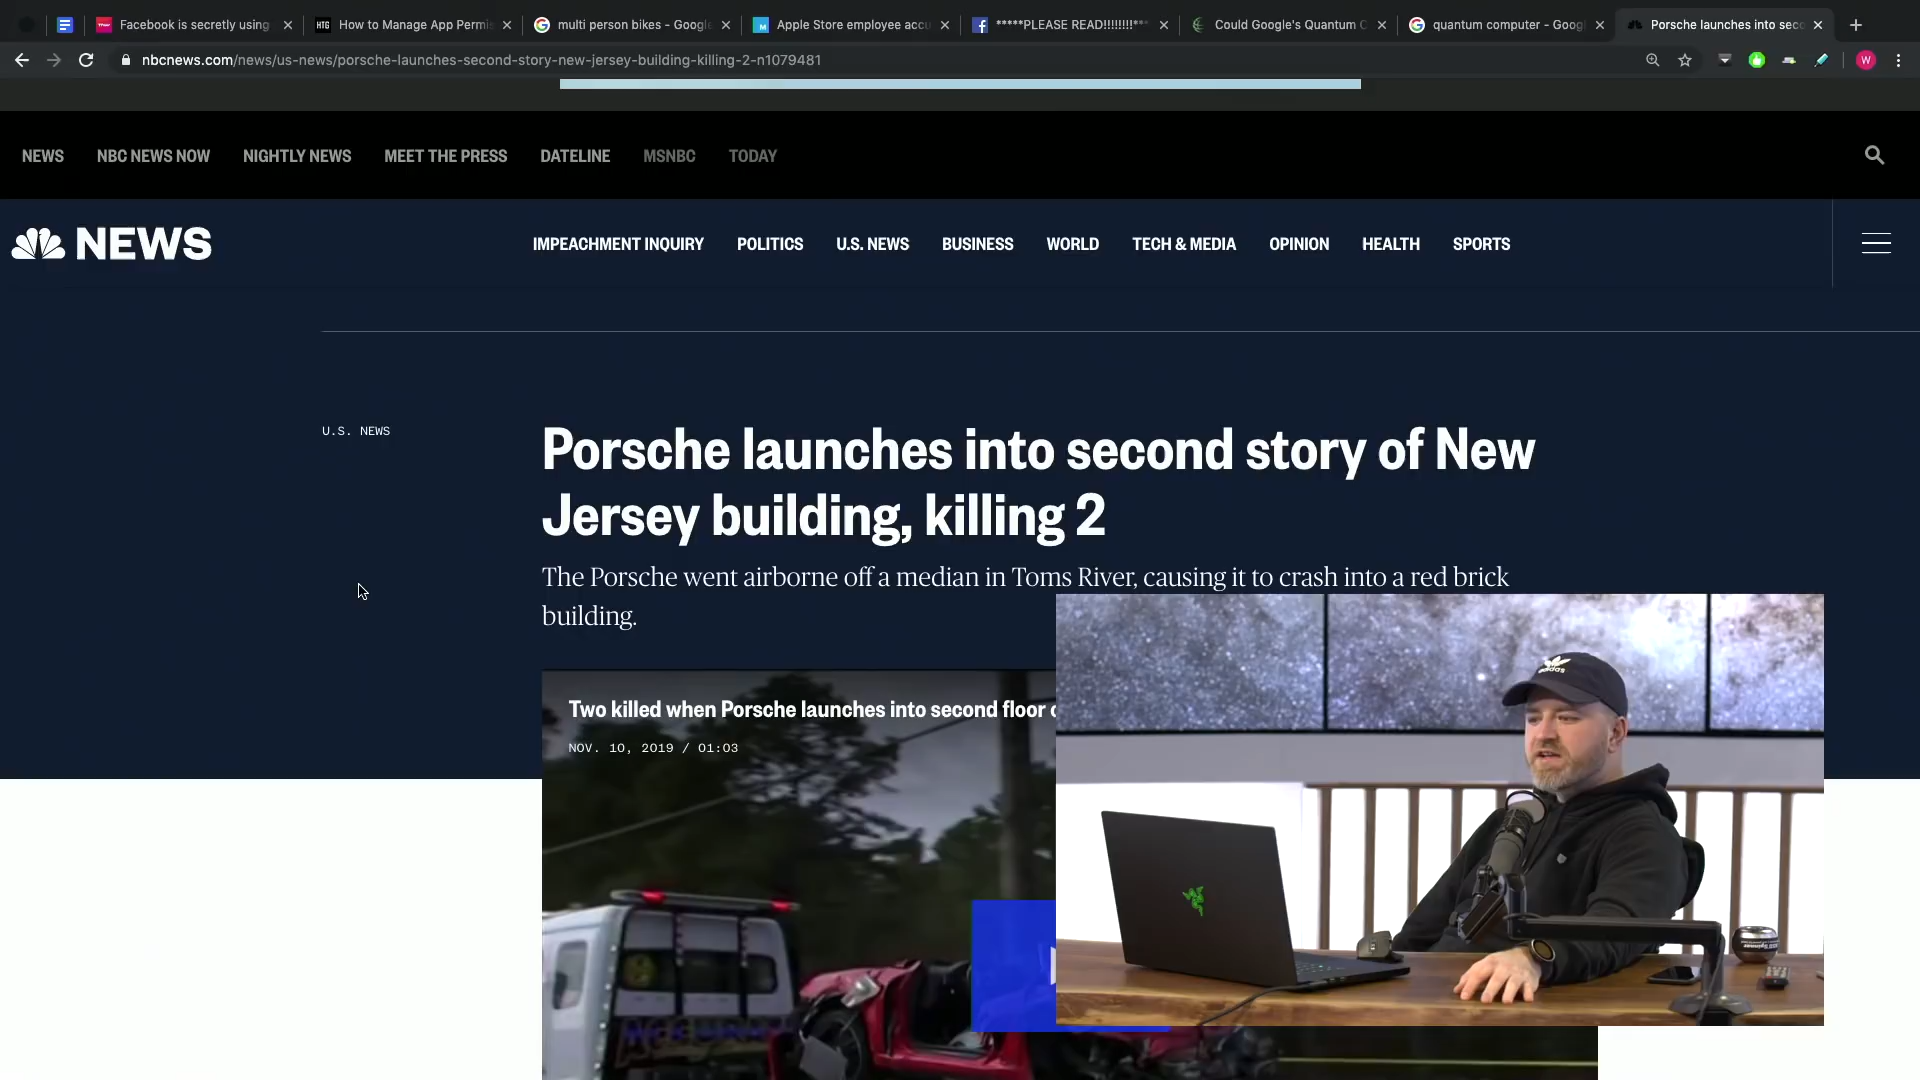 Facebook is secretly using
How to Manage App Permis
multi person bikes - Google
Apple Store employee accu
*****PLEASE READ!!!!!!!!***
Could Google's Quantum C
quantum computer - Googl
Porsche launches into seco
nbcnews.com/news/us-news/porsche-launches-second-story-new-jersey-building-killing-2-n1079481
W
NEWS
NBC NEWS NOW
NIGHTLY NEWS
MEET THE PRESS
DATELINE
MSNBC
TODAY
NEWS
IMPEACHMENT INQUIRY
POLITICS
U.S. NEWS
BUSINESS
WORLD
TECH & MEDIA
OPINION
HEALTH
SPORTS
U.S. NEWS
Porsche launches into second story of New
Jersey building, killing 2
The Porsche went airborne off a median in Toms River, causing it to crash into a red brick
building.
Two killed when Porsche launches into second floor
NOV. 10, 2019 / 01:03
adidas